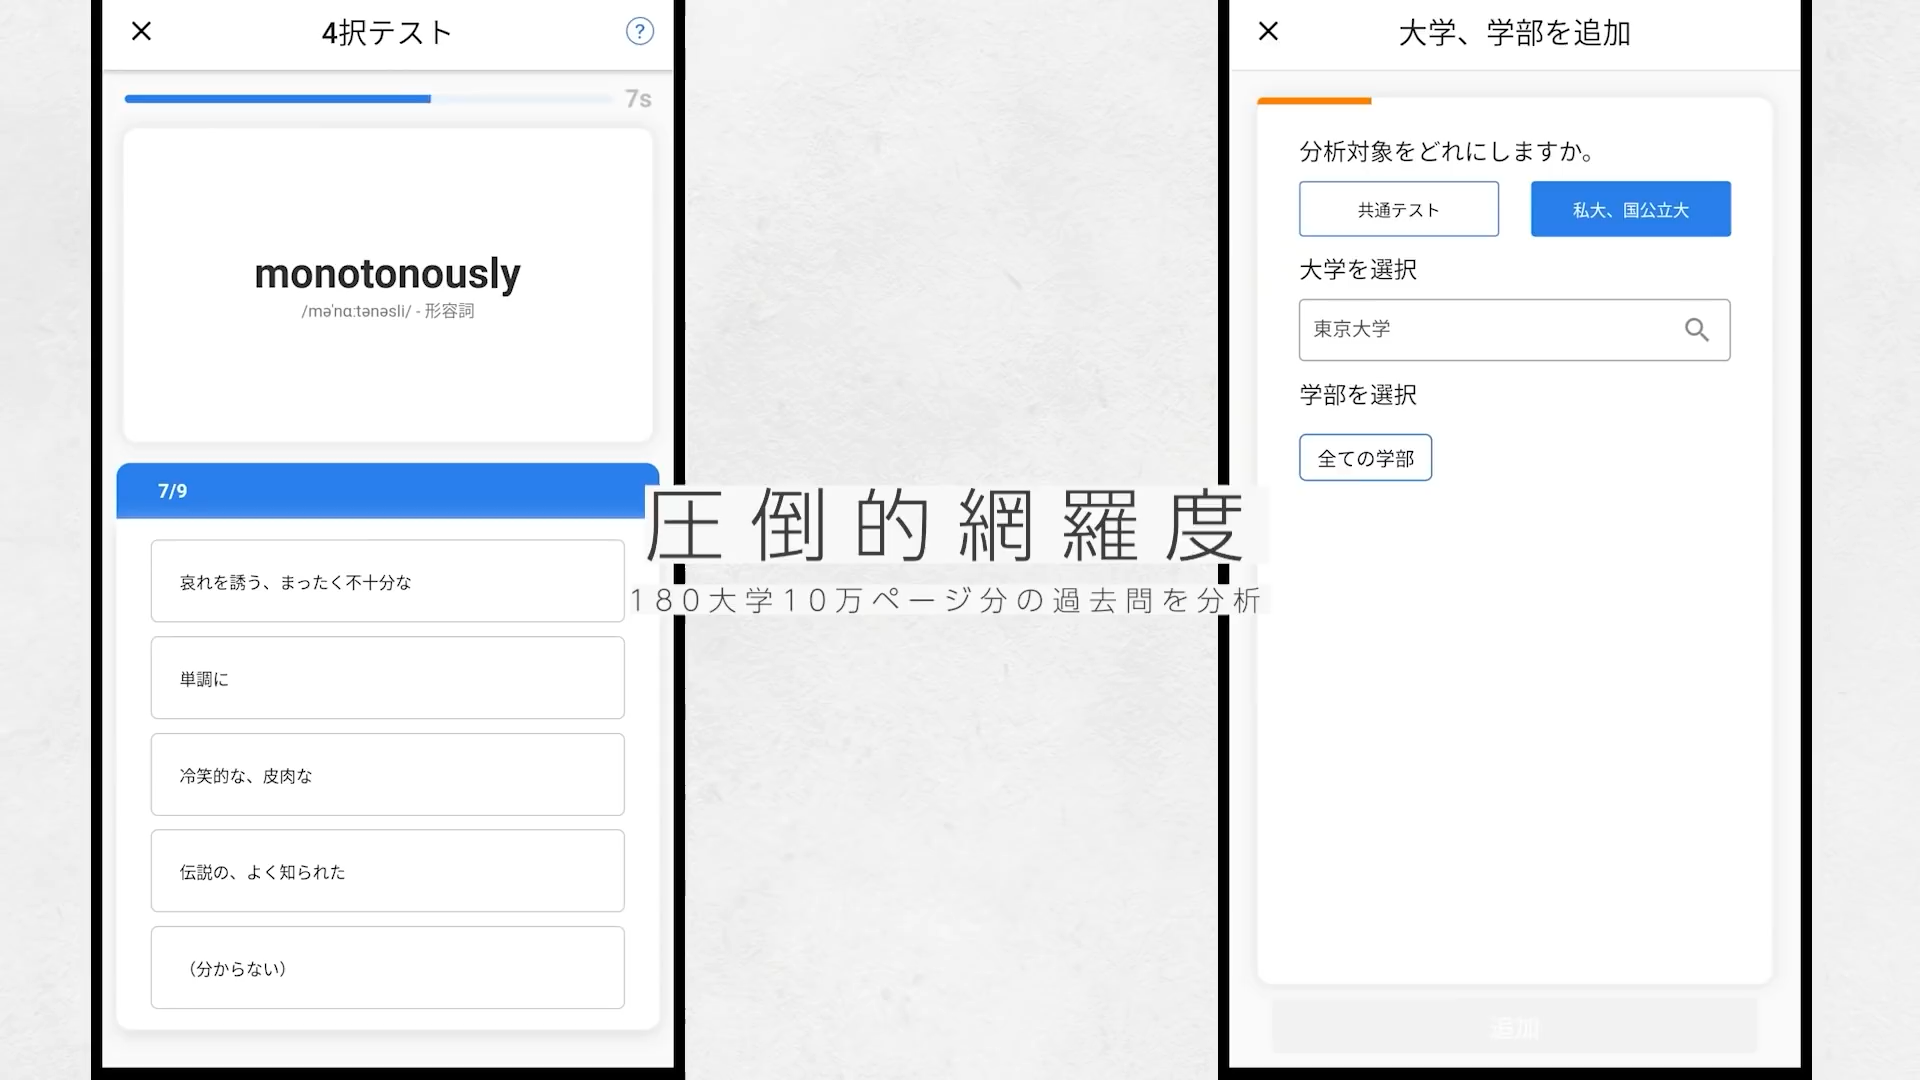 4択テスト
?
7s
monotonously
/məˈnɑːtənəsli/ - 形容詞
7/9
哀れを誘う、まったく不十分な
単調に
冷笑的な、皮肉な
伝説の、よく知られた
（分からない）
圧倒的網羅度
180大学10万ページ分の過去問を分析
大学、学部を追加
分析対象をどれにしますか。
共通テスト
私大、国公立大
大学を選択
東京大学
学部を選択
全ての学部
追加